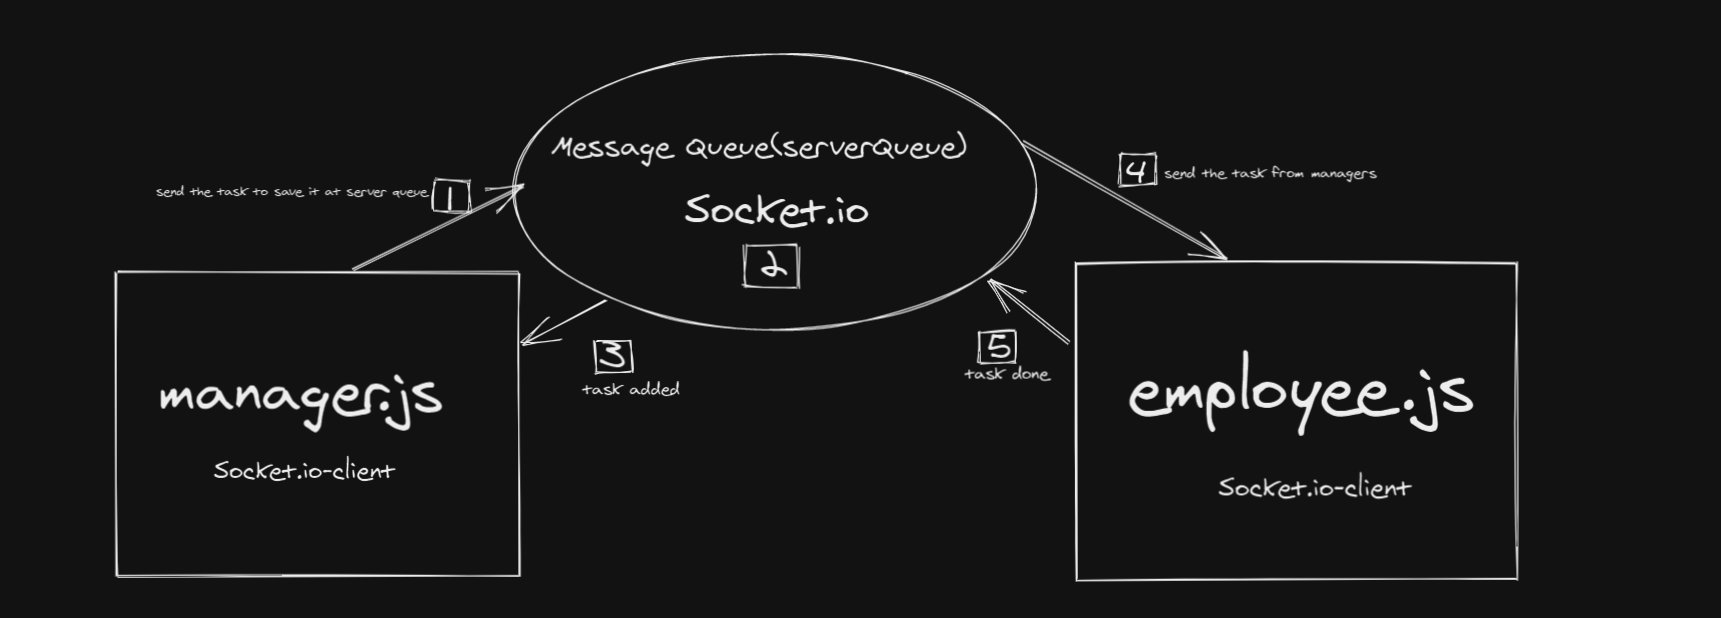 Message Queue(serverQueue)
Socket.io
2
send the task to save it at server queue
1
4
send the task from managers
3
task added
5
task done
manager.js
Socket.io-client
employee.js
Socket.io-client